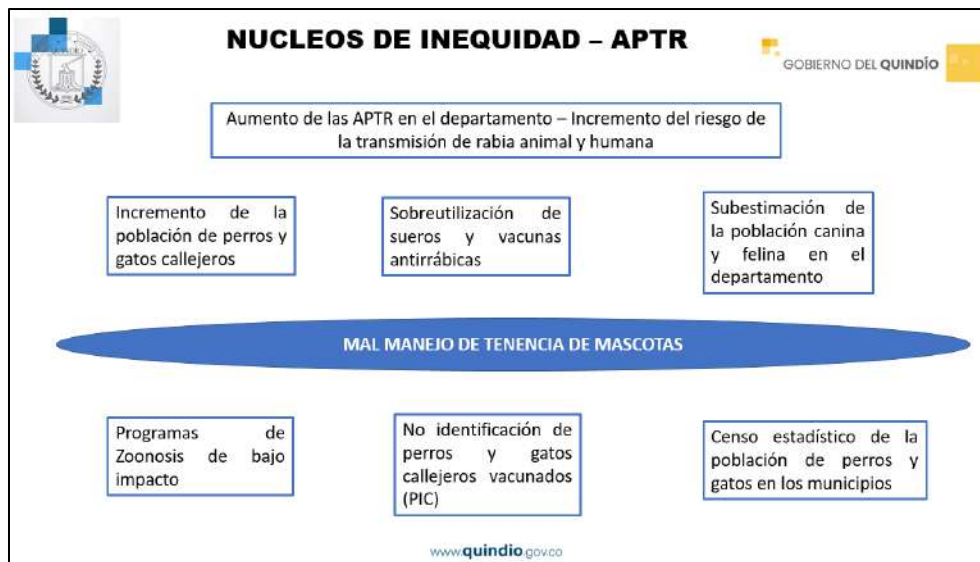 NUCLEOS DE INEQUIDAD – APTR
GOBIERNO DEL QUINDÍO
Aumento de las APTR en el departamento – Incremento del riesgo de
la transmisión de rabia animal y humana
Incremento de la
población de perros y
gatos callejeros
Sobreutilización de
sueros y vacunas
antirrábicas
Subestimación de
la población canina
y felina en el
departamento
MAL MANEJO DE TENENCIA DE MASCOTAS
Programas de
Zoonosis de bajo
impacto
No identificación de
perros y gatos
callejeros vacunados
(PIC)
Censo estadístico de la
población de perros y
gatos en los municipios
www.quindio.gov.co